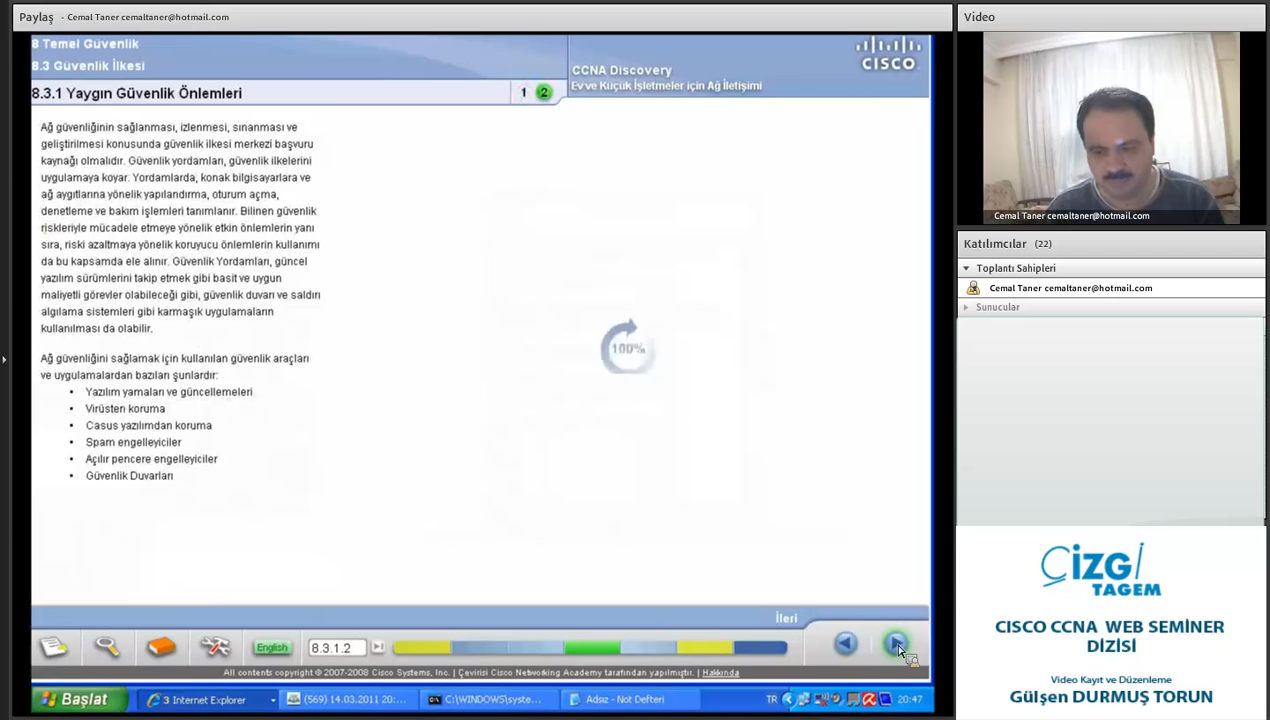 Paylaş - Cemal Taner cemaltaner@hotmail.com
8 Temel Güvenlik
8.3 Güvenlik İlkesi
8.3.1 Yaygın Güvenlik Önlemleri
1 2
CCNA Discovery
Ev ve Küçük İşletmeler için Ağ İletişimi
CISCO
Ağ güvenliğinin sağlanması, izlenmesi, sınanması ve
geliştirilmesi konusunda güvenlik ilkesi merkezi başvuru
kaynağı olmalıdır. Güvenlik yordamları, güvenlik ilkelerini
uygulamaya koyar. Yordamlarda, konak bilgisayarlara ve
ağ aygıtlarına yönelik yapılandırma, oturum açma,
denetleme ve bakım işlemleri tanımlanır. Bilinen güvenlik
riskleriyle mücadele etmeye yönelik etkin önlemlerin yanı
sıra, riski azaltmaya yönelik koruyucu önlemlerin kullanımı
da bu kapsamda ele alınır. Güvenlik Yordamları, güncel
yazılım sürümlerini takip etmek gibi basit ve uygun
maliyetli görevler olabileceği gibi, güvenlik duvarı ve saldırı
algılama sistemleri gibi karmaşık uygulamaların
kullanılması da olabilir.
Ağ güvenliğini sağlamak için kullanılan güvenlik araçları
ve uygulamalardan bazıları şunlardır:
• Yazılım yamaları ve güncellemeleri
• Virüsten koruma
• Casus yazılımdan koruma
• Spam engelleyiciler
• Açılır pencere engelleyiciler
• Güvenlik Duvarları
100%
İleri
English
8.3.1.2
All contents copyright © 2007-2008 Cisco Systems, Inc. | Çevirisi Cisco Networking Academy tarafından yapılmıştır. | Hakkında
Başlat
3 Internet Explorer
(569) 14.03.2011 20:...
C:\WINDOWS\syste...
Adsız - Not Defteri
TR
20:47
Video
Cemal Taner cemaltaner@hotmail.com
Katılımcılar (22)
Toplantı Sahipleri
Cemal Taner cemaltaner@hotmail.com
Sunucular
ÇİZGİ
TAGEM
CISCO CCNA WEB SEMİNER
DİZİSİ
Video Kayıt ve Düzenleme
Gülşen DURMUŞ TORUN